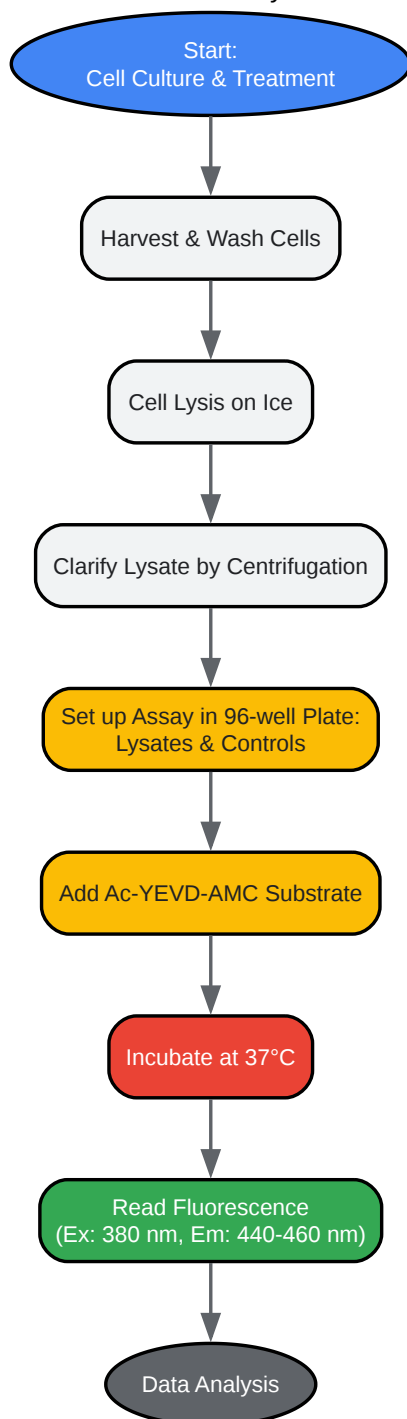 Start:
Cell Culture & Treatment
Harvest & Wash Cells
Cell Lysis on Ice
Clarify Lysate by Centrifugation
Set up Assay in 96-well Plate:
Lysates & Controls
Add Ac-YEVD-AMC Substrate
Incubate at 37°C
Read Fluorescence
(Ex: 380 nm, Em: 440-460 nm)
Data Analysis